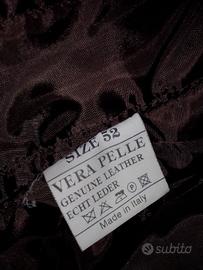 SIZE 52
VERA PELLE
GENUINE LEATHER
ECHT LEDER
Made in Italy
subito